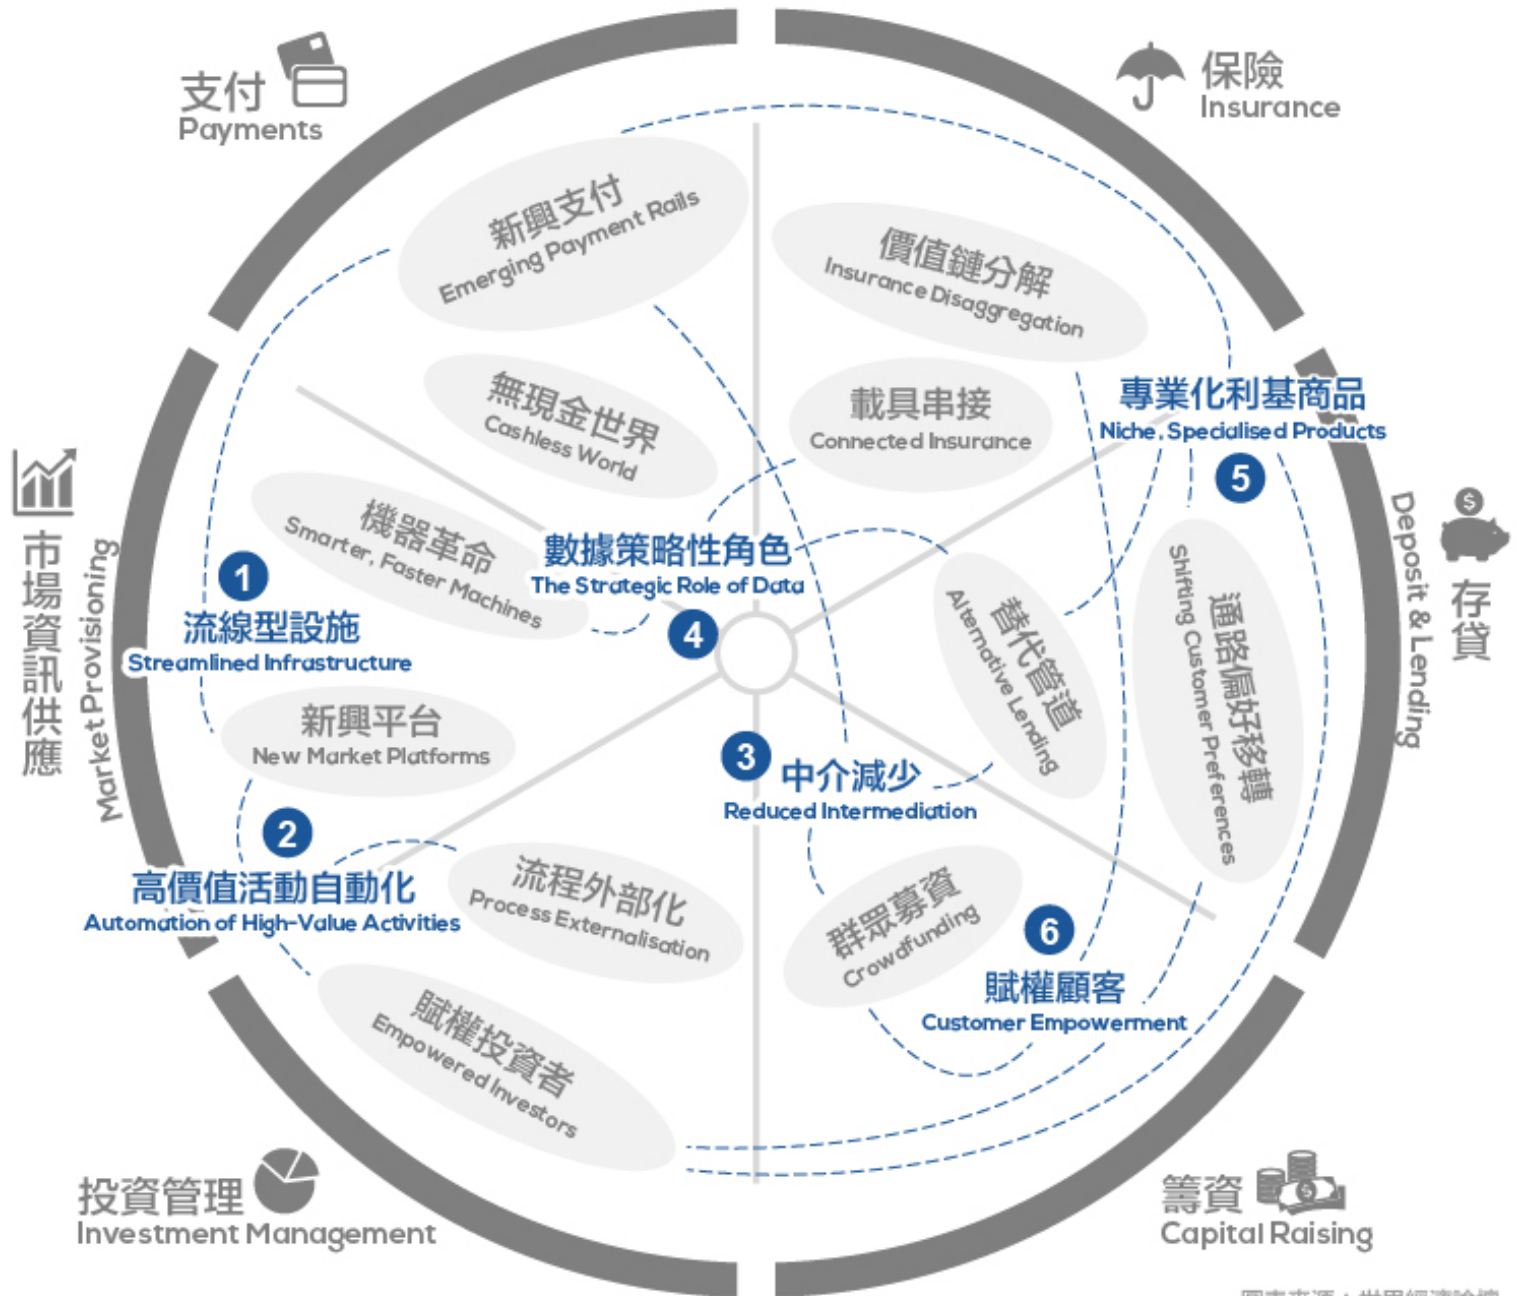 支付
Payments
保險
Insurance
新興支付
Emerging Payment Rails
價值鏈分解
Insurance Disaggregation
無現金世界
Cashless World
載具串接
Connected Insurance
專業化利基商品
Niche, Specialised Products
5
機器革命
Smarter, Faster Machines
數據策略性角色
The Strategic Role of Data
4
1
流線型設施
Streamlined Infrastructure
市場資訊供應
Market Provisioning
存貸
Deposit & Lending
替代管道
Alternative Lending
通路偏好移轉
Shifting Customer Preferences
新興平台
New Market Platforms
3
中介減少
Reduced Intermediation
2
高價值活動自動化
Automation of High-Value Activities
流程外部化
Process Externalisation
群眾募資
Crowdfunding
6
賦權顧客
Customer Empowerment
賦權投資者
Empowered Investors
投資管理
Investment Management
籌資
Capital Raising